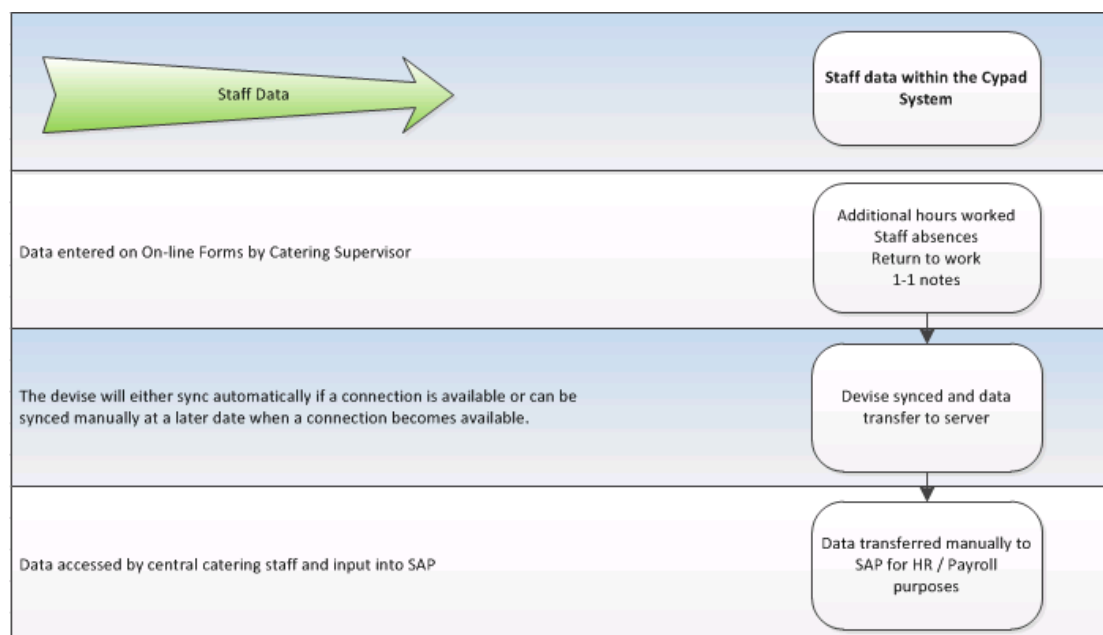 Staff Data
Staff data within the Cypad
System
Data entered on On-line Forms by Catering Supervisor
Additional hours worked
Staff absences
Return to work
1-1 notes
The devise will either sync automatically if a connection is available or can be
synced manually at a later date when a connection becomes available.
Devise synced and data
transfer to server
Data accessed by central catering staff and input into SAP
Data transferred manually to
SAP for HR / Payroll
purposes